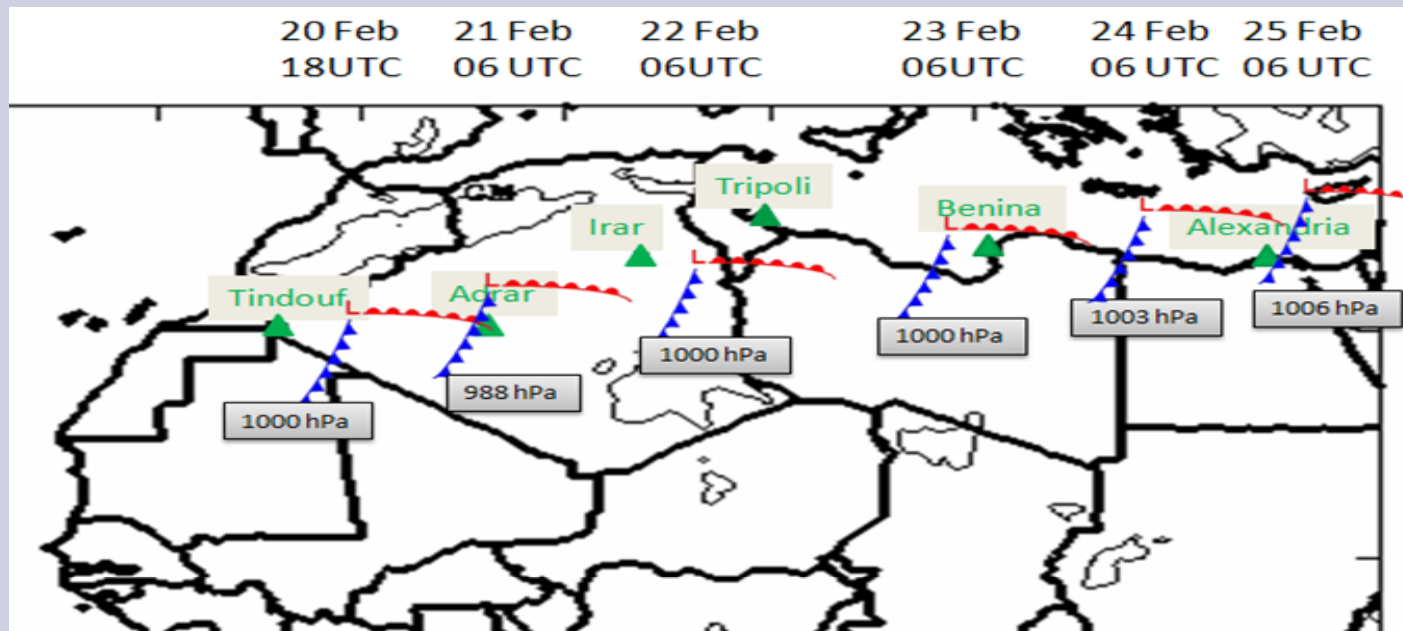 20 Feb
18UTC
21 Feb
06 UTC
22 Feb
06UTC
23 Feb
06UTC
24 Feb
06 UTC
25 Feb
06 UTC
GM
Tripoli
Irar
Benina
Alexandria
Tindouf
Adrar
L
L
L
L
L
L
1000 hPa
988 hPa
1000 hPa
1000 hPa
1003 hPa
1006 hPa